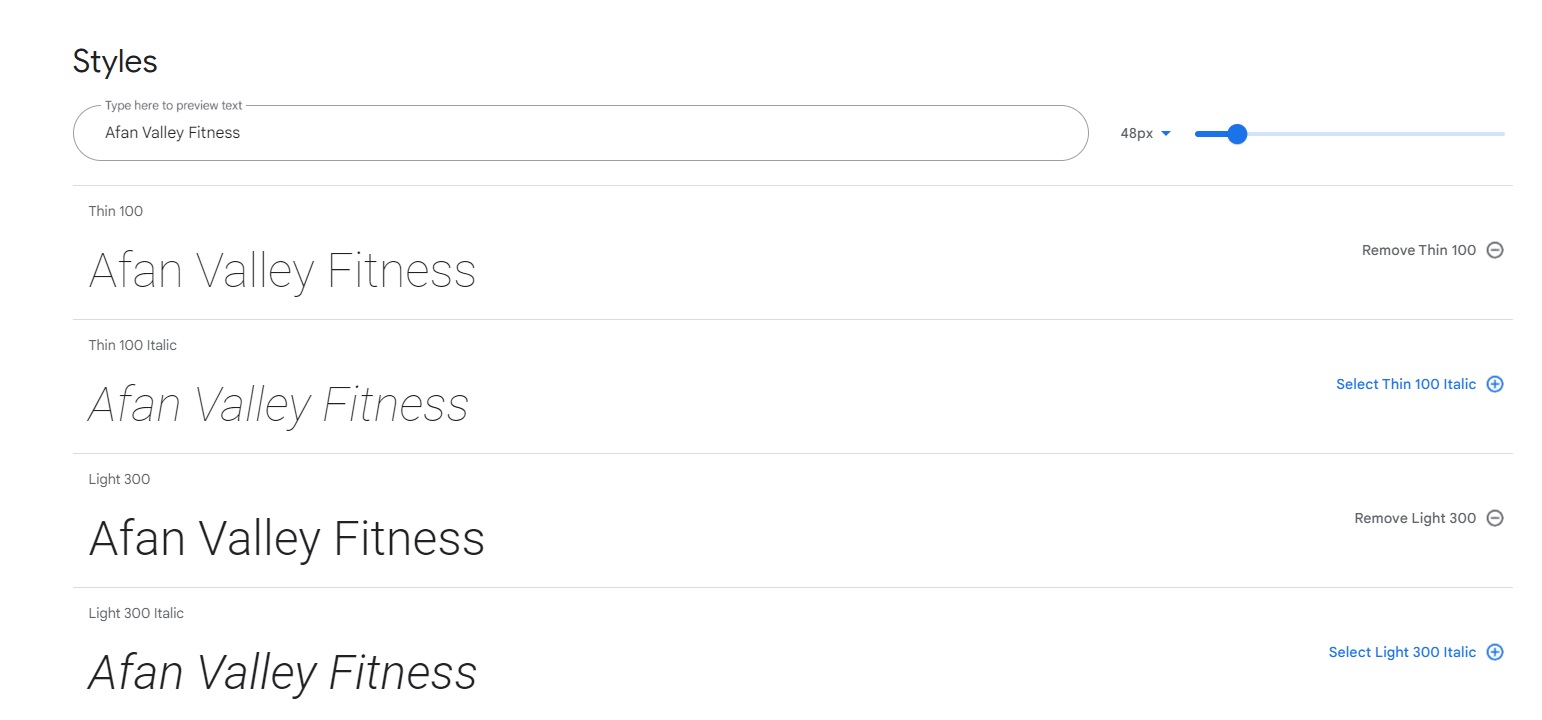 Styles
Type here to preview text
Afan Valley Fitness
48px
Thin 100
Afan Valley Fitness
Remove Thin 100
Thin 100 Italic
Afan Valley Fitness
Select Thin 100 Italic
Light 300
Afan Valley Fitness
Remove Light 300
Light 300 Italic
Afan Valley Fitness
Select Light 300 Italic